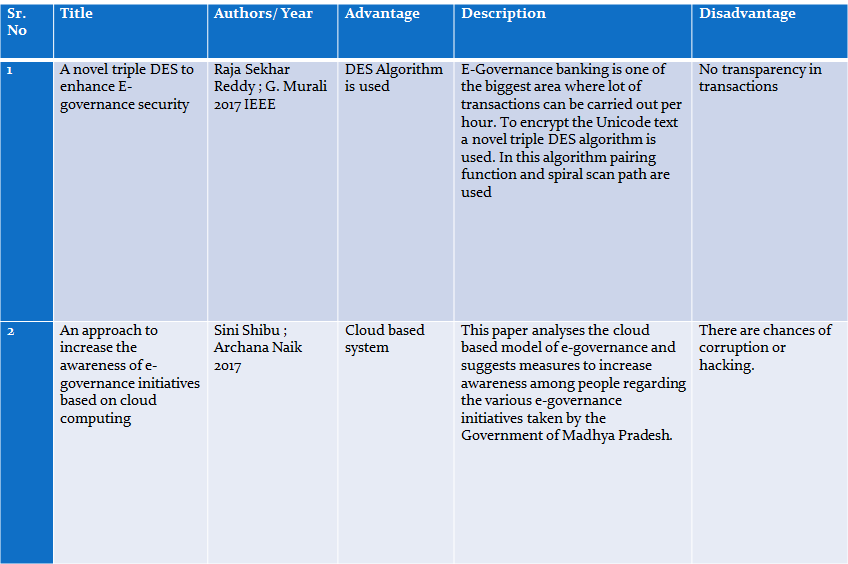 Sr. No
Title
Authors/ Year
Advantage
Description
Disadvantage
1
A novel triple DES to
enhance E-
governance security
Raja Sekhar
Reddy ; G. Murali
2017 IEEE
DES Algorithm
is used
E-Governance banking is one of
the biggest area where lot of
transactions can be carried out per
hour. To encrypt the Unicode text
a novel triple DES algorithm is
used. In this algorithm pairing
function and spiral scan path are
used
No transparency in
transactions
2
An approach to
increase the
awareness of e-
governance initiatives
based on cloud
computing
Sini Shibu ;
Archana Naik
2017
Cloud based
system
This paper analyses the cloud
based model of e-governance and
suggests measures to increase
awareness among people regarding
the various e-governance
initiatives taken by the
Government of Madhya Pradesh.
There are chances of
corruption or
hacking.